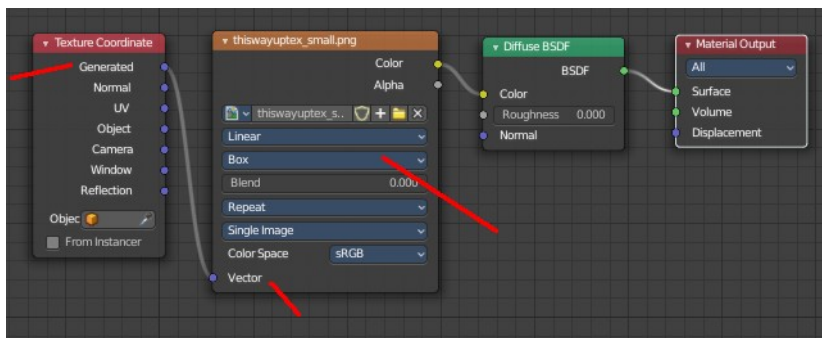 Texture Coordinate
Generated
Normal
UV
Object
Camera
Window
Reflection
Objec
From Instancer
thiswayuptex_small.png
Color
Alpha
thiswayuptex_s..
Linear
Box
Blend 0.000
Repeat
Single Image
Color Space sRGB
Vector
Diffuse BSDF
BSDF
Color
Roughness 0.000
Normal
Material Output
All
Surface
Volume
Displacement